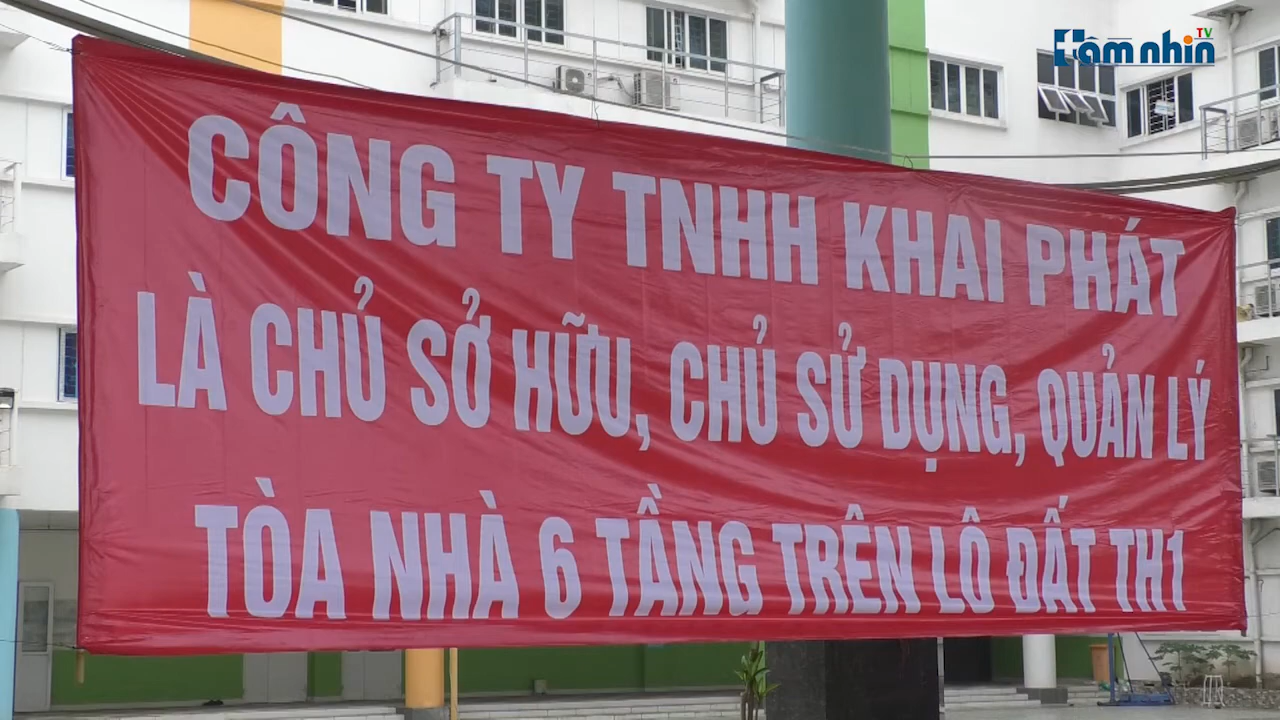 Tầm nhìn TV
CÔNG TY TNHH KHAI PHÁT
LÀ CHỦ SỞ HỮU, CHỦ SỬ DỤNG, QUẢN LÝ
TÒA NHÀ 6 TẦNG TRÊN LÔ ĐẤT TH1